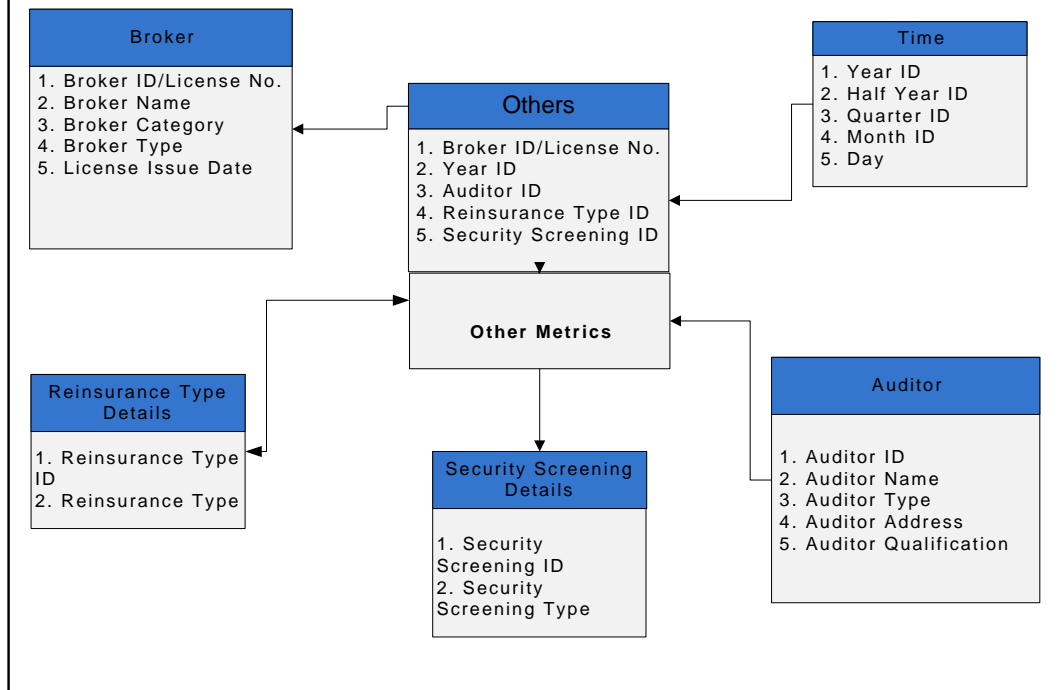 Broker
1. Broker ID/License No.
2. Broker Name
3. Broker Category
4. Broker Type
5. License Issue Date
Others
1. Broker ID/License No.
2. Year ID
3. Auditor ID
4. Reinsurance Type ID
5. Security Screening ID
Other Metrics
Time
1. Year ID
2. Half Year ID
3. Quarter ID
4. Month ID
5. Day
Reinsurance Type
Details
1. Reinsurance Type
ID
2. Reinsurance Type
Security Screening
Details
1. Security
Screening ID
2. Security
Screening Type
Auditor
1. Auditor ID
2. Auditor Name
3. Auditor Type
4. Auditor Address
5. Auditor Qualification